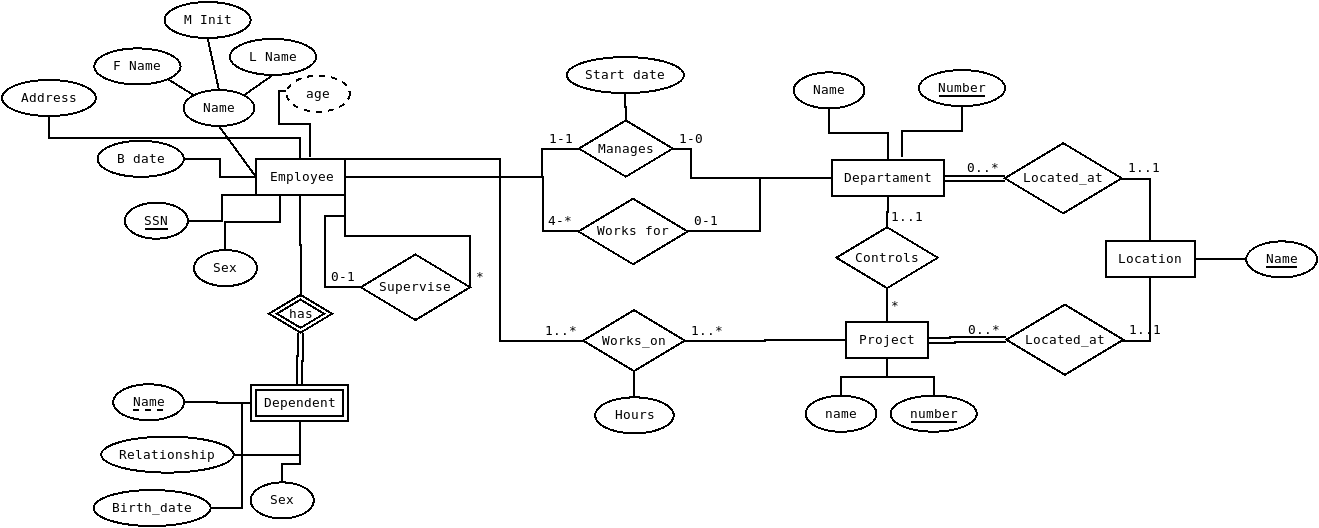 M Init
F Name
L Name
Address
Name
age
B date
Employee
SSN
Sex
Start date
1-1
Manages
1-0
4-*
Works for
0-1
0-1
Supervise
*
has
Name
Dependent
Relationship
Birth_date
Sex
1..*
Works_on
1..*
Hours
Name
Number
Departament
0..*
Located_at
1..1
1..1
Controls
*
Location
Name
Project
0..*
Located_at
1..1
name
number